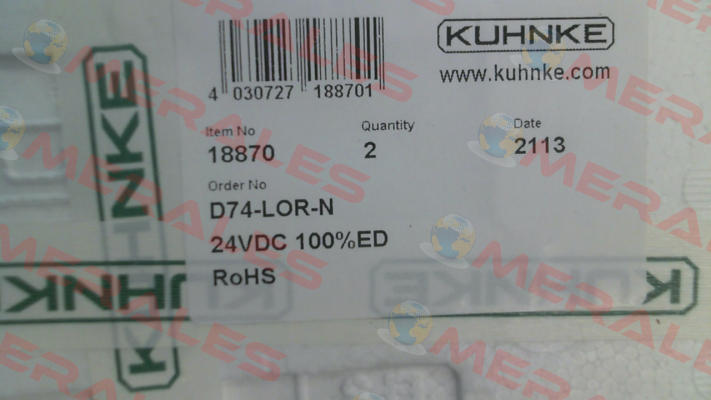 KUHNKE
www.kuhnke.com
4 030727 188701
Item No Quantity Date
18870 2 2113
Order No
D74-LOR-N
24VDC 100%ED
RoHS
KUHNKE
KUHNKE
KUHNKE
MERALES
MERALES
MERALES
MERALES